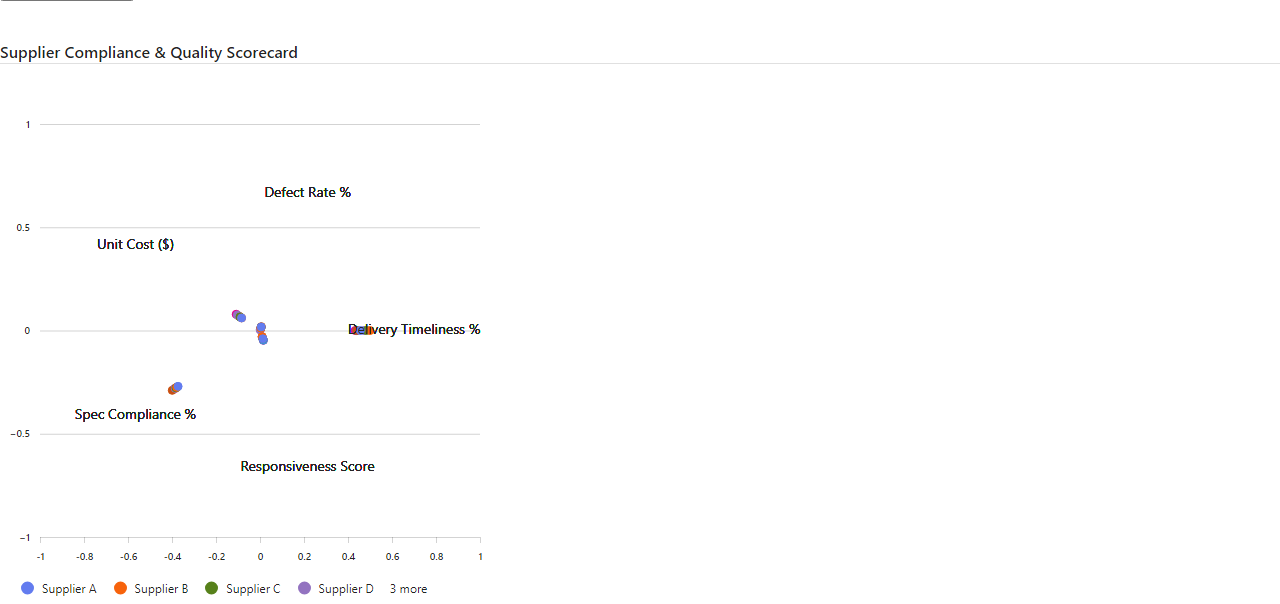 Supplier Compliance & Quality Scorecard
1
Defect Rate %
0.5
Unit Cost ($)
0
Delivery Timeliness %
Spec Compliance %
−0.5
Responsiveness Score
−1
-1 -0.8 -0.6 -0.4 -0.2 0 0.2 0.4 0.6 0.8 1
Supplier A Supplier B Supplier C Supplier D 3 more